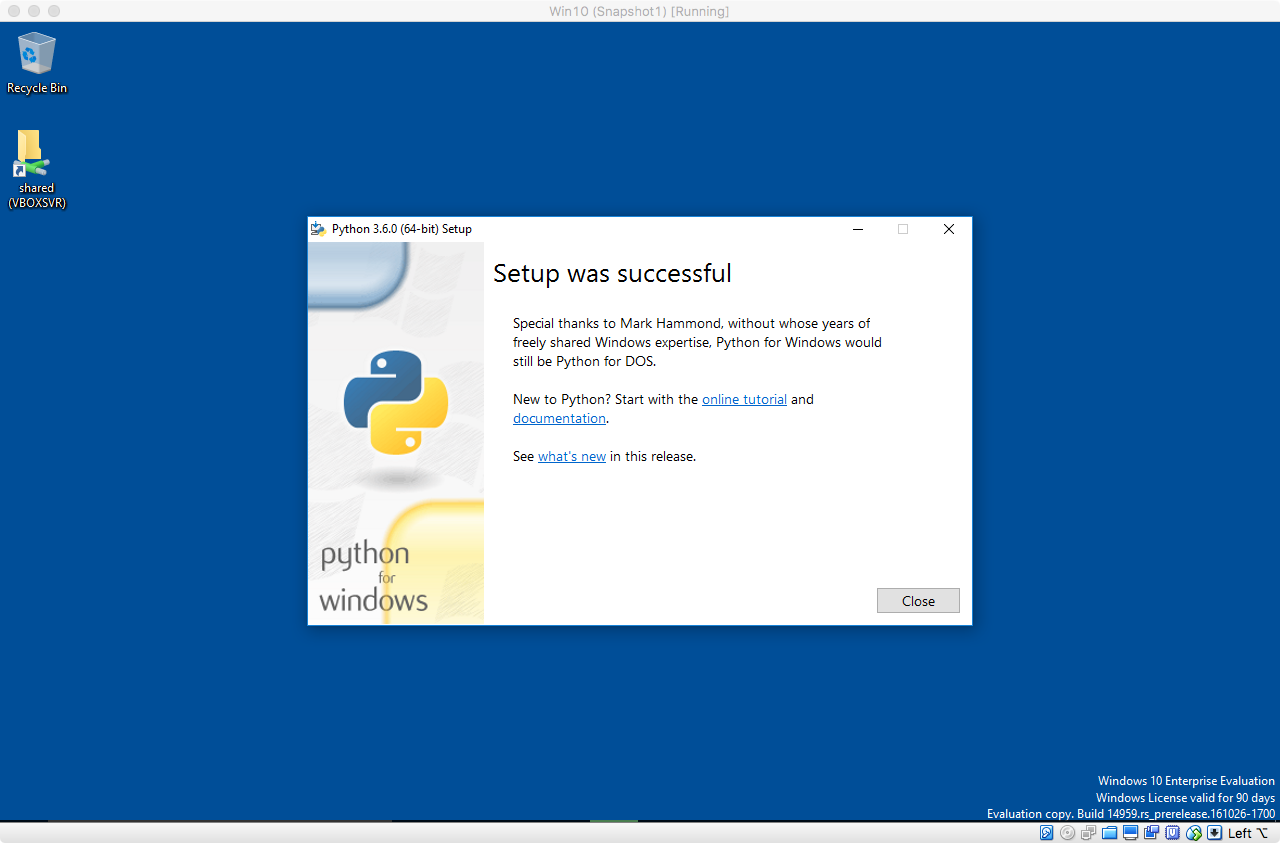 Win10 (Snapshot1) [Running]
Recycle Bin
shared
(VBOXSVR)
Python 3.6.0 (64-bit) Setup
Setup was successful
Special thanks to Mark Hammond, without whose years of
freely shared Windows expertise, Python for Windows would
still be Python for DOS.
New to Python? Start with the online tutorial and
documentation.
See what's new in this release.
python
for
windows
Close
Windows 10 Enterprise Evaluation
Windows License valid for 90 days
Evaluation copy. Build 14959.rs_prerelease.161026-1700
Left ⌥